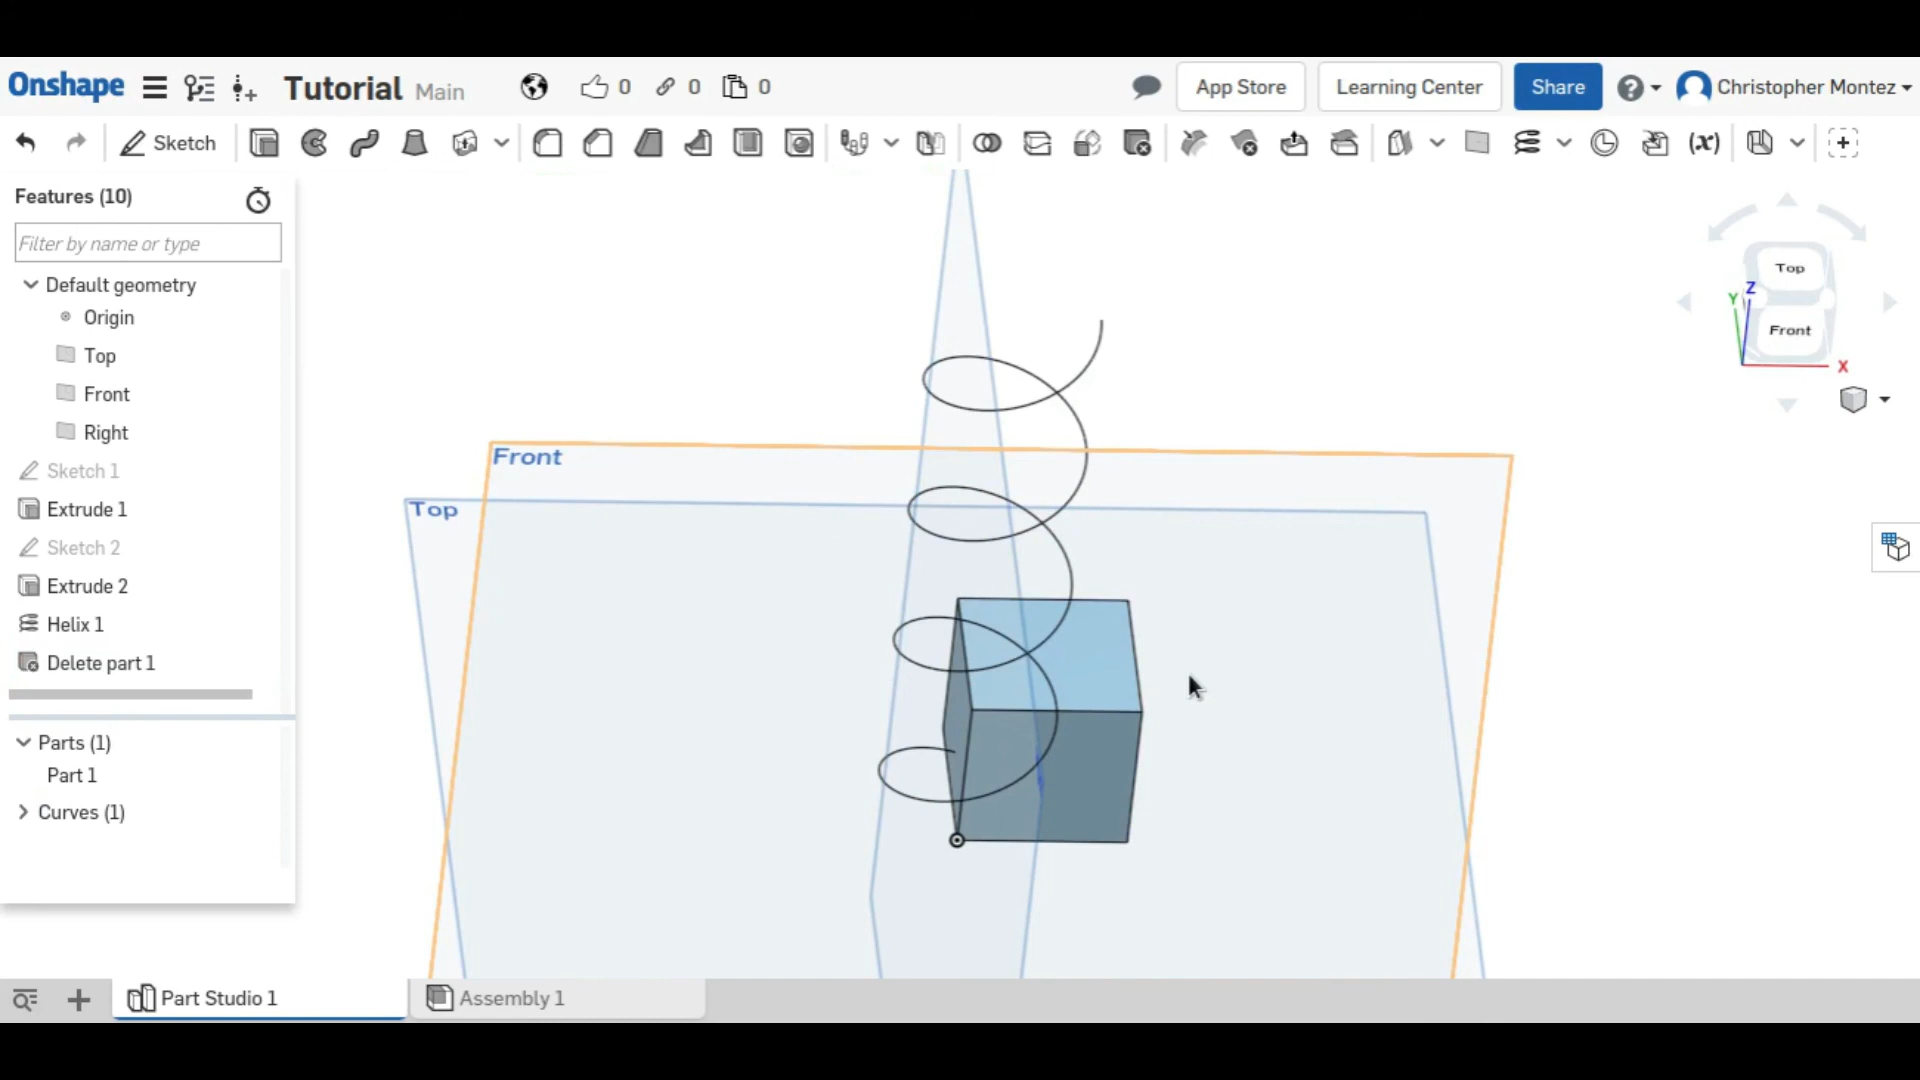 Onshape Tutorial Main 0 0 0 App Store Learning Center Share Christopher Montez
Sketch (x)
Features (10)
Filter by name or type
Default geometry
Origin
Top
Front
Right
Sketch 1
Extrude 1
Sketch 2
Extrude 2
Helix 1
Delete part 1
Parts (1)
Part 1
Curves (1)
Front
Top
Top
Front
Z
Y
X
Part Studio 1 Assembly 1